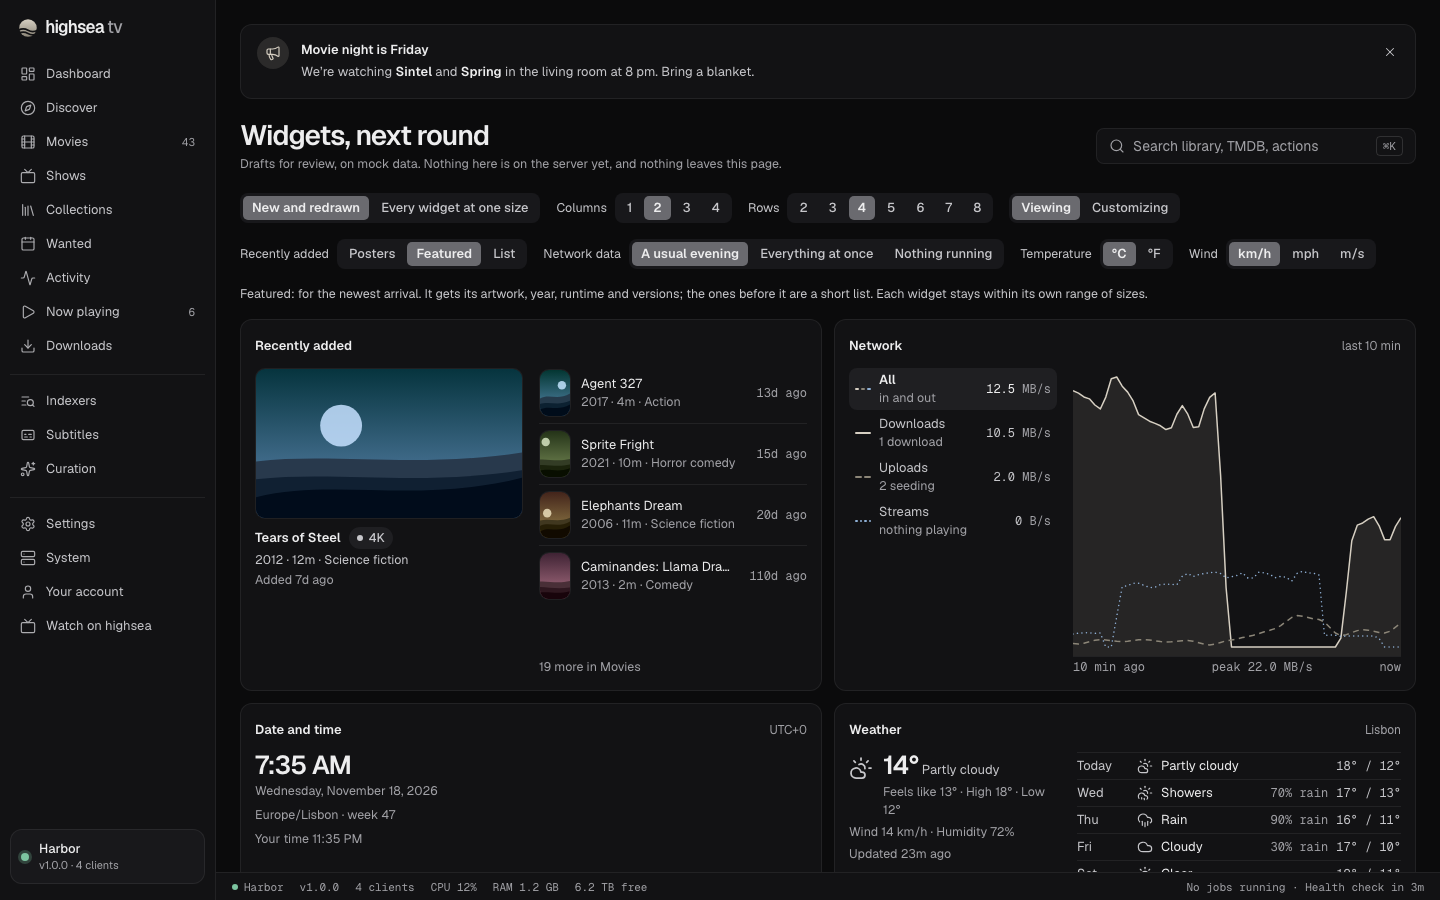 highsea tv
Dashboard
Discover
Movies 43
Shows
Collections
Wanted
Activity
Now playing 6
Downloads
Indexers
Subtitles
Curation
Settings
System
Your account
Watch on highsea
Harbor
v1.0.0 · 4 clients
Movie night is Friday
We're watching Sintel and Spring in the living room at 8 pm. Bring a blanket.
Widgets, next round
Drafts for review, on mock data. Nothing here is on the server yet, and nothing leaves this page.
Search library, TMDB, actions ⌘K
New and redrawn Every widget at one size Columns 1 2 3 4 Rows 2 3 4 5 6 7 8 Viewing Customizing
Recently added Posters Featured List Network data A usual evening Everything at once Nothing running Temperature °C °F Wind km/h mph m/s
Featured: for the newest arrival. It gets its artwork, year, runtime and versions; the ones before it are a short list. Each widget stays within its own range of sizes.
Recently added
Tears of Steel 4K
2012 · 12m · Science fiction
Added 7d ago
Agent 327
2017 · 4m · Action
13d ago
Sprite Fright
2021 · 10m · Horror comedy
15d ago
Elephants Dream
2006 · 11m · Science fiction
20d ago
Caminandes: Llama Dra...
2013 · 2m · Comedy
110d ago
19 more in Movies
Network last 10 min
All
in and out
12.5 MB/s
Downloads
1 download
10.5 MB/s
Uploads
2 seeding
2.0 MB/s
Streams
nothing playing
0 B/s
10 min ago peak 22.0 MB/s now
Date and time UTC+0
7:35 AM
Wednesday, November 18, 2026
Europe/Lisbon · week 47
Your time 11:35 PM
Weather Lisbon
14° Partly cloudy
Feels like 13° · High 18° · Low
12°
Wind 14 km/h · Humidity 72%
Updated 23m ago
Today Partly cloudy 18° / 12°
Wed Showers 70% rain 17° / 13°
Thu Rain 90% rain 16° / 11°
Fri Cloudy 30% rain 17° / 10°
Harbor v1.0.0 4 clients CPU 12% RAM 1.2 GB 6.2 TB free
No jobs running · Health check in 3m